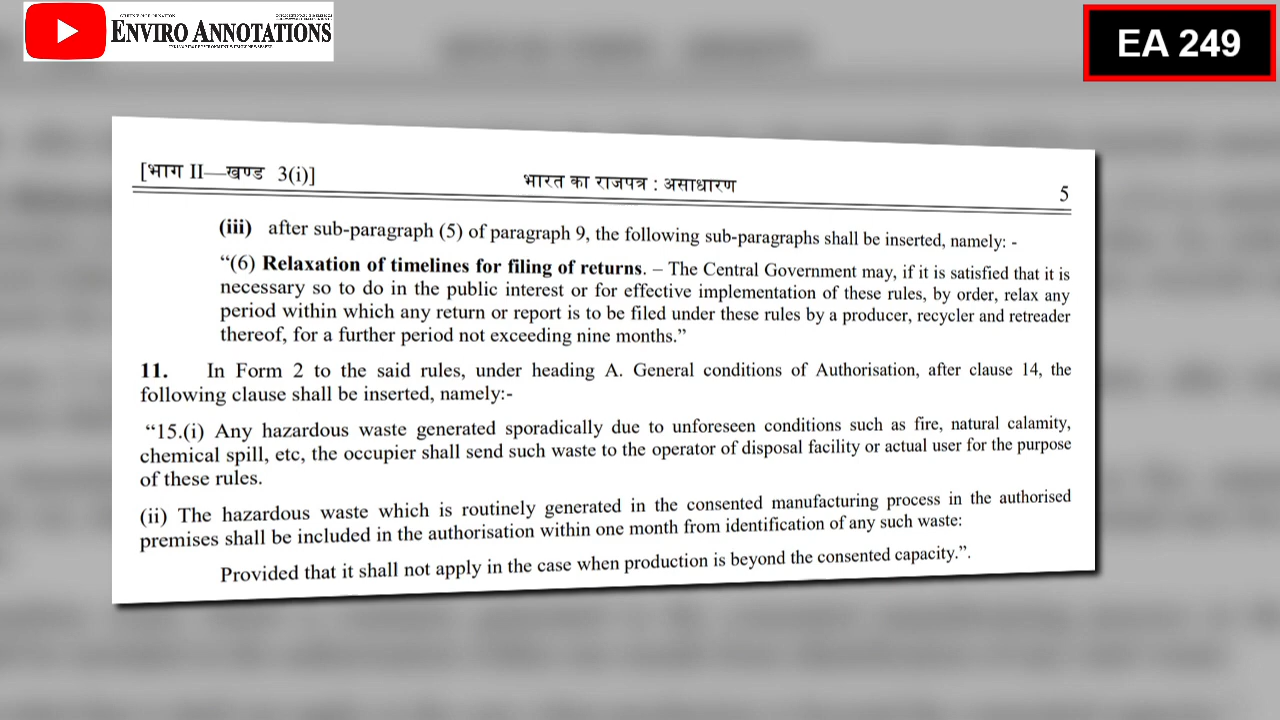 ENVIRO ANNOTATIONS
EA 249
[भाग II—खण्ड 3(i)]
भारत का राजपत्र : असाधारण
5
(iii) after sub-paragraph (5) of paragraph 9, the following sub-paragraphs shall be inserted, namely: -
“(6) Relaxation of timelines for filing of returns. – The Central Government may, if it is satisfied that it is
necessary so to do in the public interest or for effective implementation of these rules, by order, relax any
period within which any return or report is to be filed under these rules by a producer, recycler and retreader
thereof, for a further period not exceeding nine months.”
11. In Form 2 to the said rules, under heading A. General conditions of Authorisation, after clause 14, the
following clause shall be inserted, namely:-
“15.(i) Any hazardous waste generated sporadically due to unforeseen conditions such as fire, natural calamity,
chemical spill, etc, the occupier shall send such waste to the operator of disposal facility or actual user for the purpose
of these rules.
(ii) The hazardous waste which is routinely generated in the consented manufacturing process in the authorised
premises shall be included in the authorisation within one month from identification of any such waste:
Provided that it shall not apply in the case when production is beyond the consented capacity.”.